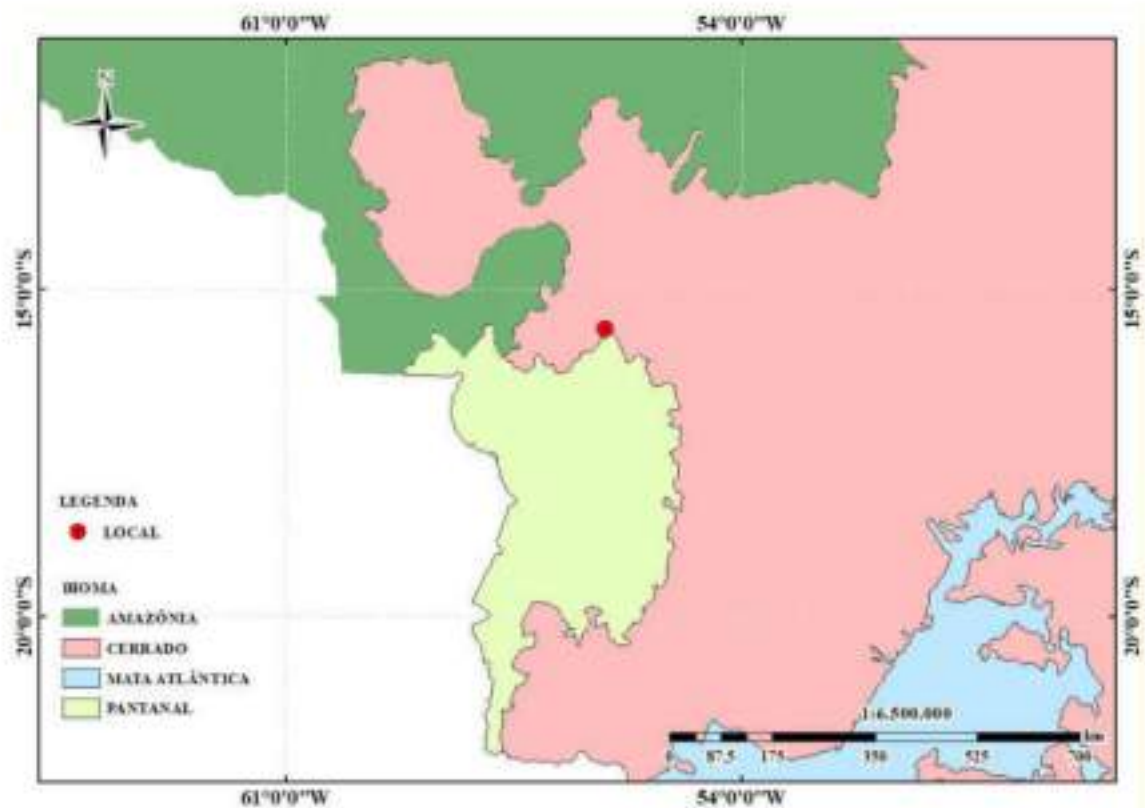 61°0'0"W 54°0'0"W
N
15°0'0"S 15°0'0"S
LEGENDA
LOCAL
20°0'0"S 20°0'0"S
BIOMA
AMAZÔNIA
CERRADO
MATA ATLÂNTICA
PANTANAL
1:6.500.000
0 87.5 175 350 525 700 km
61°0'0"W 54°0'0"W